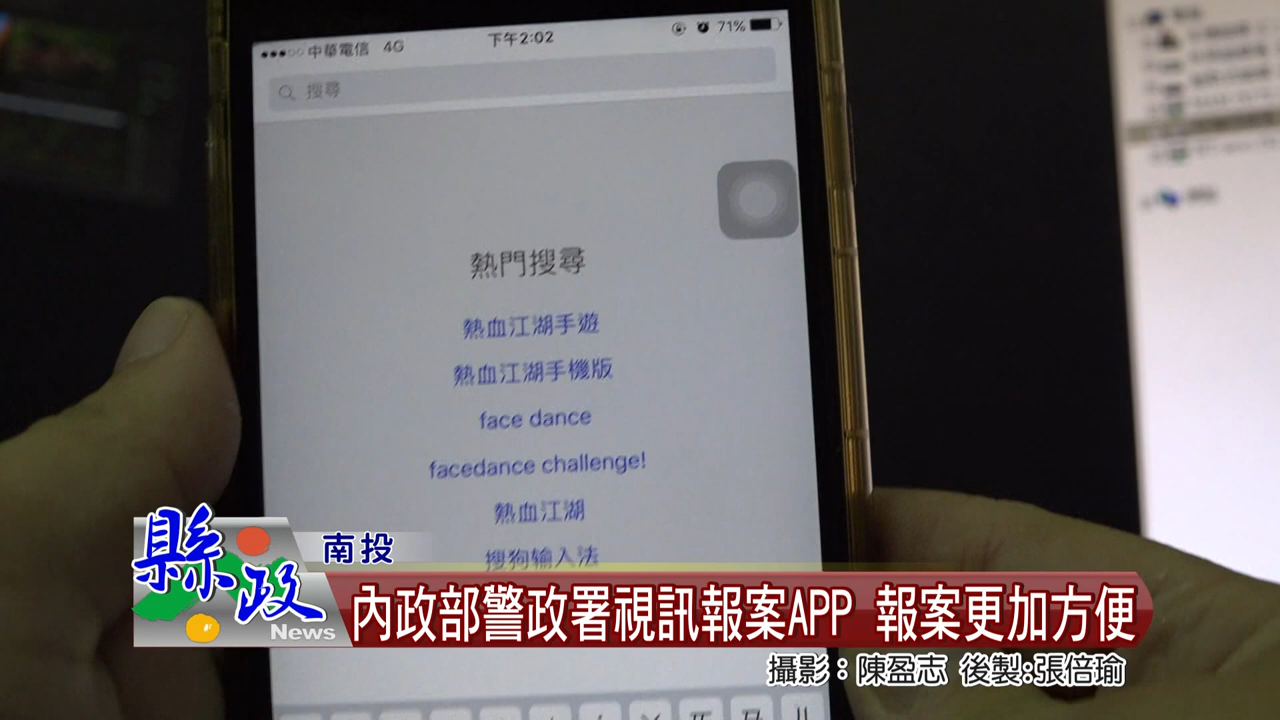 中華電信 4G 下午2:02 71%
搜尋
熱門搜尋
熱血江湖手遊
熱血江湖手機版
face dance
facedance challenge!
熱血江湖
搜狗输入法
縣政
News
南投
內政部警政署視訊報案APP 報案更加方便
攝影：陳盈志 後製:張倍瑜